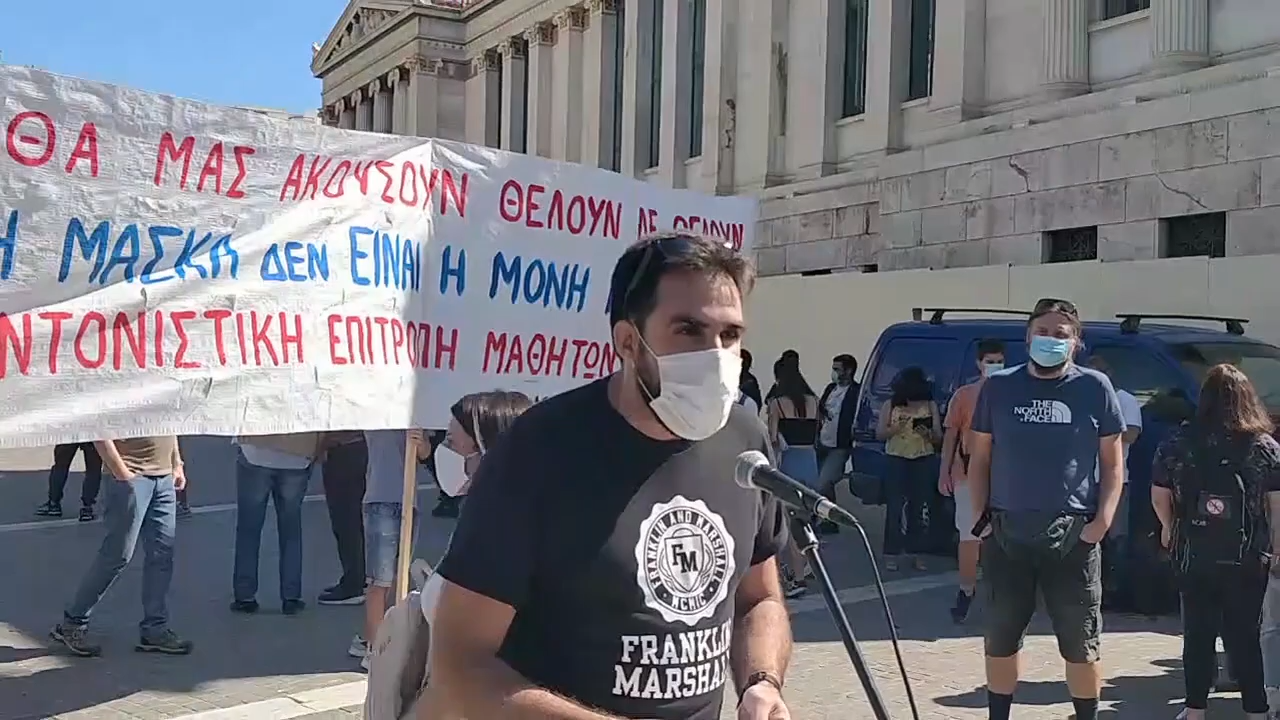 ΘΑ ΜΑΣ ΑΚΟΥΣΟΥΝ ΘΕΛΟΥΝ ΔΕ ΘΕΛΟΥΝ
Η ΜΑΣΚΑ ΔΕΝ ΕΙΝΑΙ Η ΜΟΝΗ
ΝΤΟΝΙΣΤΙΚΗ ΕΠΙΤΡΟΠΗ ΜΑΘΗΤΩΝ
THE
NORTH
FACE
FRANKLIN AND MARSHALL
FM
MCMIC
FRANKLIN
MARSHALL